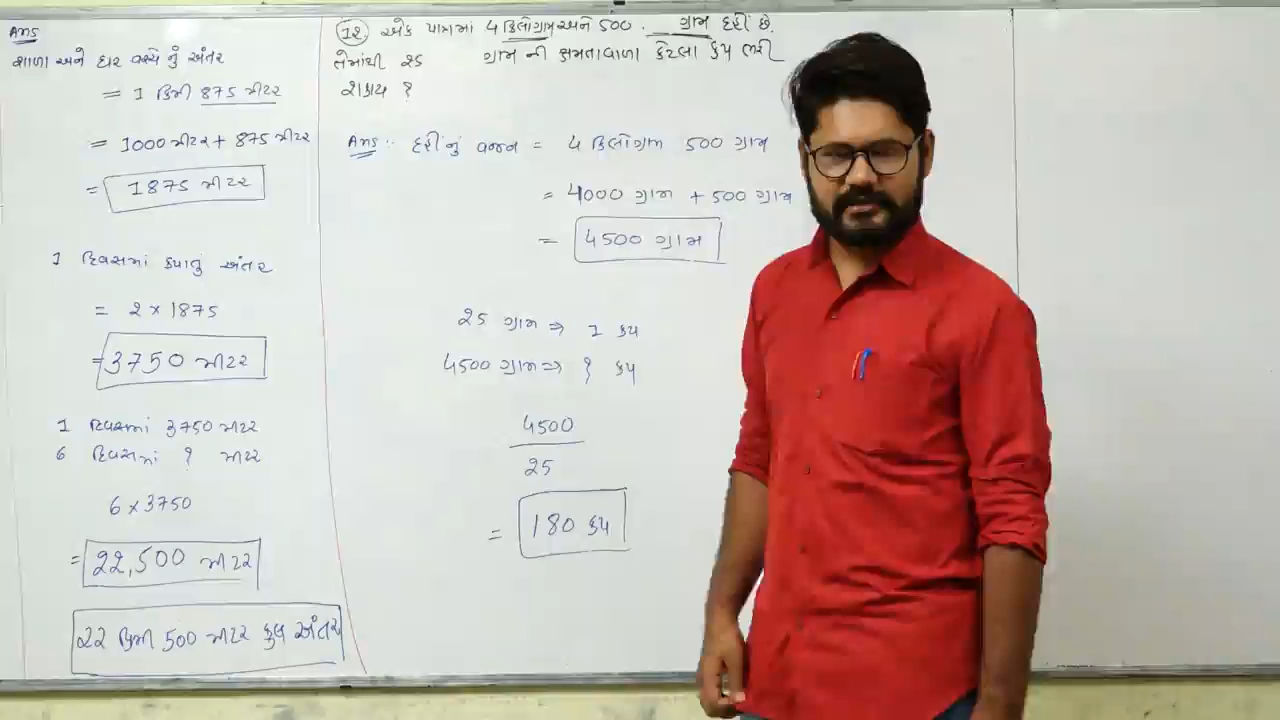 Ans
શાળા અને ઘર વચ્ચે નું અંતર
= 1 કિમી 875 મીટર
= 1000 મીટર + 875 મીટર
= 1875 મીટર
1 દિવસમાં કપાતું અંતર
= 2 × 1875
= 3750 મીટર
1 દિવસમાં 3750 મીટર
6 દિવસમાં ? મીટર
6 × 3750
= 22,500 મીટર
22 કિમી 500 મીટર કુલ અંતર
12 એક પાત્રમાં 4 કિલોગ્રામ અને 500 ગ્રામ દહીં છે.
તેમાંથી 25 ગ્રામ ની ક્ષમતાવાળા કેટલા કપ ભરી
શકાય ?
Ans :- દહીંનું વજન = 4 કિલોગ્રામ 500 ગ્રામ
= 4000 ગ્રામ + 500 ગ્રામ
= 4500 ગ્રામ
25 ગ્રામ ⇒ 1 કપ
4500 ગ્રામ ⇒ ? કપ
4500
25
= 180 કપ